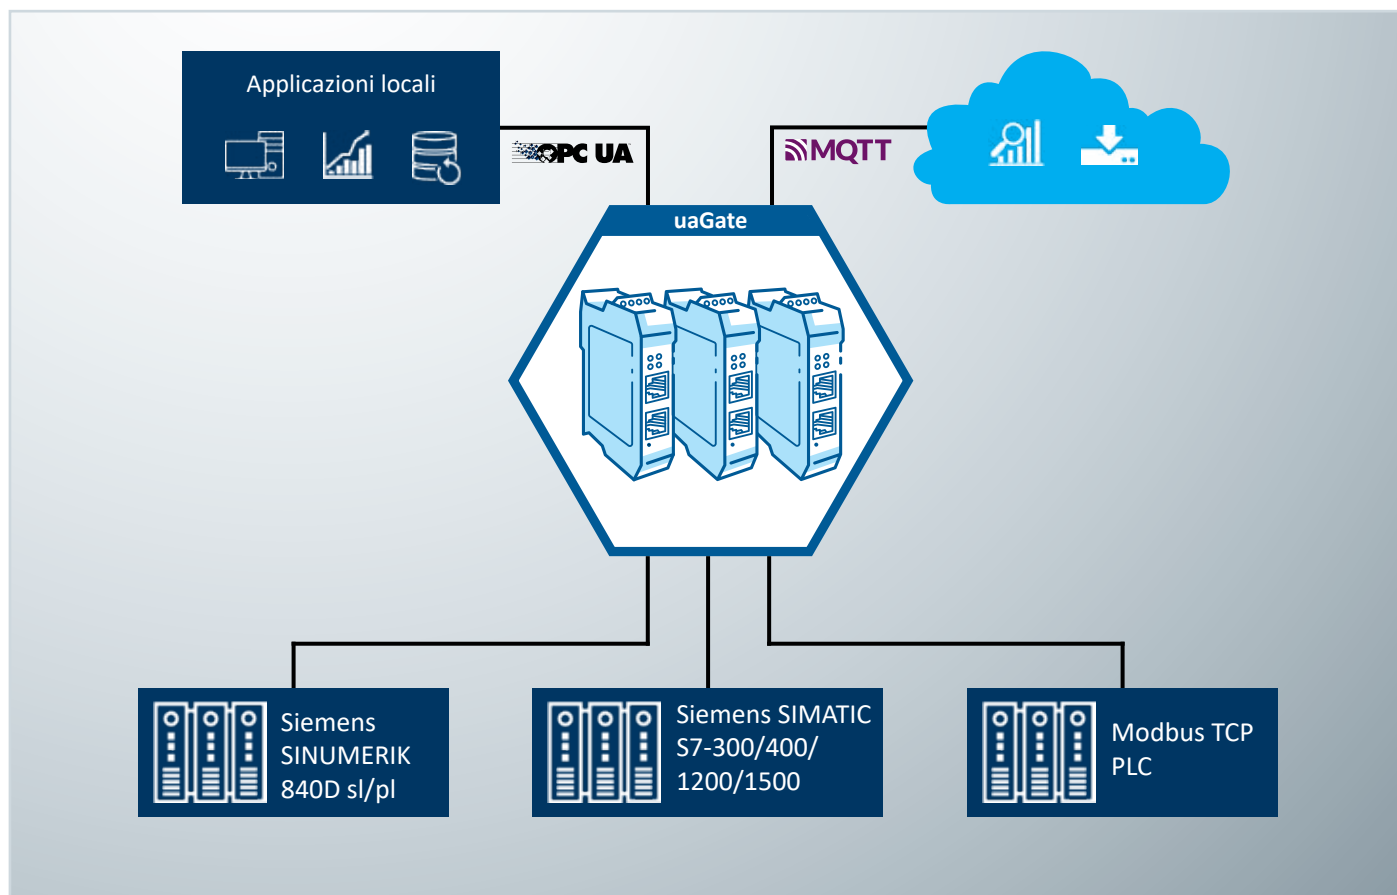 Applicazioni locali
OPC UA
MQTT
uaGate
Siemens
SINUMERIK
840D sl/pl
Siemens SIMATIC
S7-300/400/
1200/1500
Modbus TCP
PLC